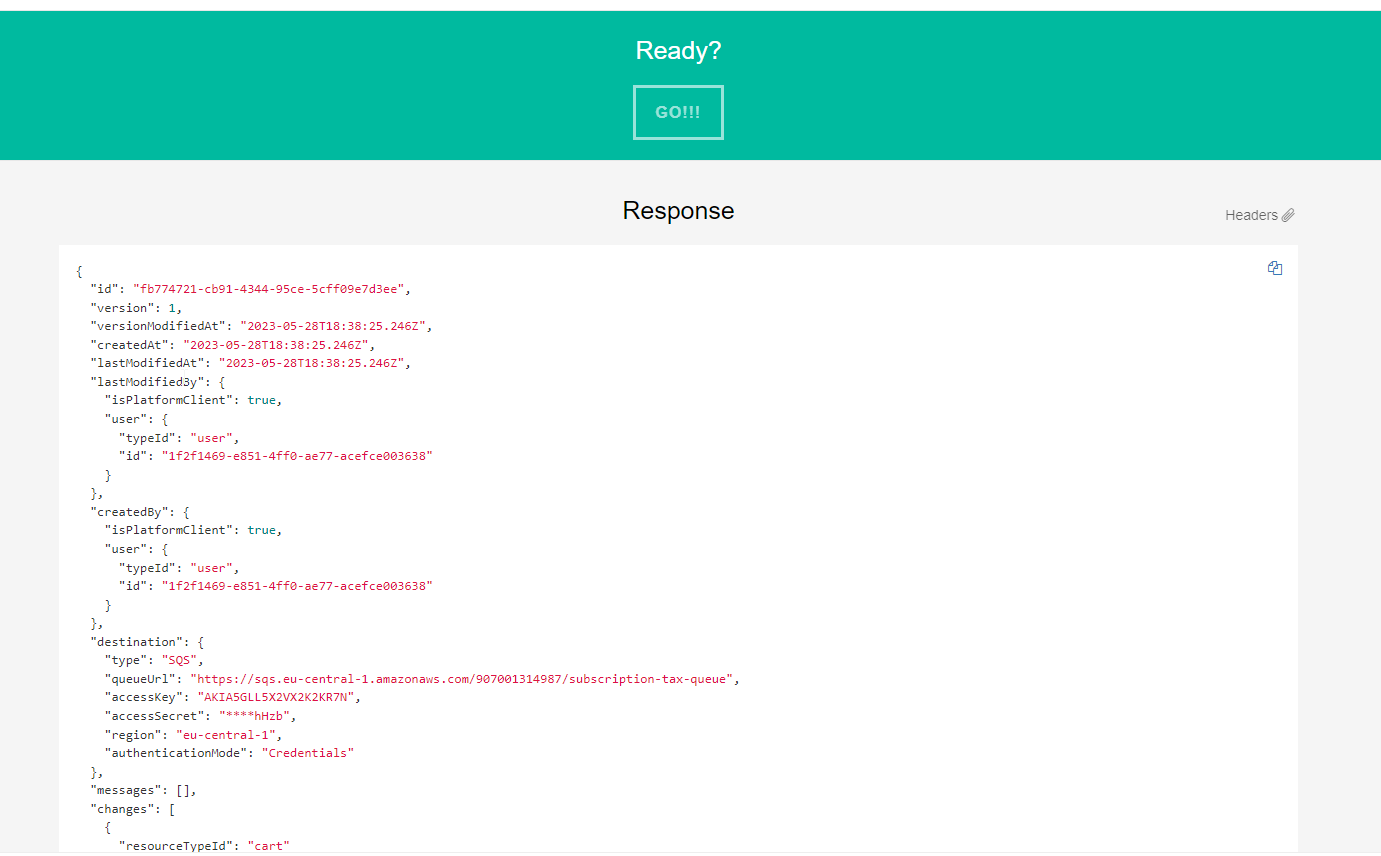 Ready?
GO!!!
Response
Headers
{
"id": "fb774721-cb91-4344-95ce-5cff09e7d3ee",
"version": 1,
"versionModifiedAt": "2023-05-28T18:38:25.246Z",
"createdAt": "2023-05-28T18:38:25.246Z",
"lastModifiedAt": "2023-05-28T18:38:25.246Z",
"lastModified3y": {
"isPlatformClient": true,
"user": {
"typeId": "user",
"id": "1f2f1469-e851-4ff0-ae77-acefce003638"
}
},
"createdBy": {
"isPlatformClient": true,
"user": {
"typeId": "user",
"id": "1f2f1469-e851-4ff0-ae77-acefce003638"
}
},
"destination": {
"type": "SQS",
"queueUrl": "https://sqs.eu-central-1.amazonaws.com/907001314987/subscription-tax-queue",
"accessKey": "AKIA5GLL5X2VX2K2KR7N",
"accessSecret": "****hHzb",
"region": "eu-central-1",
"authenticationMode": "Credentials"
},
"messages": [],
"changes": [
{
"resourceTypeId": "cart"